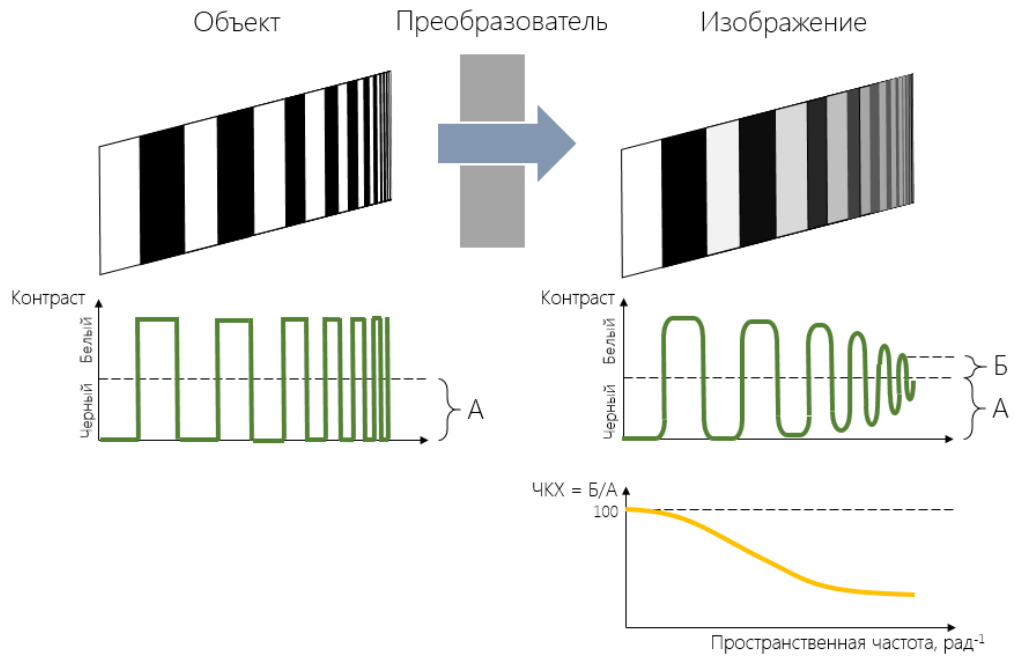 Объект
Преобразователь
Изображение
Контраст
Белый
Черный
А
Контраст
Белый
Черный
Б
А
ЧКХ = Б/А
100
Пространственная частота, рад⁻¹